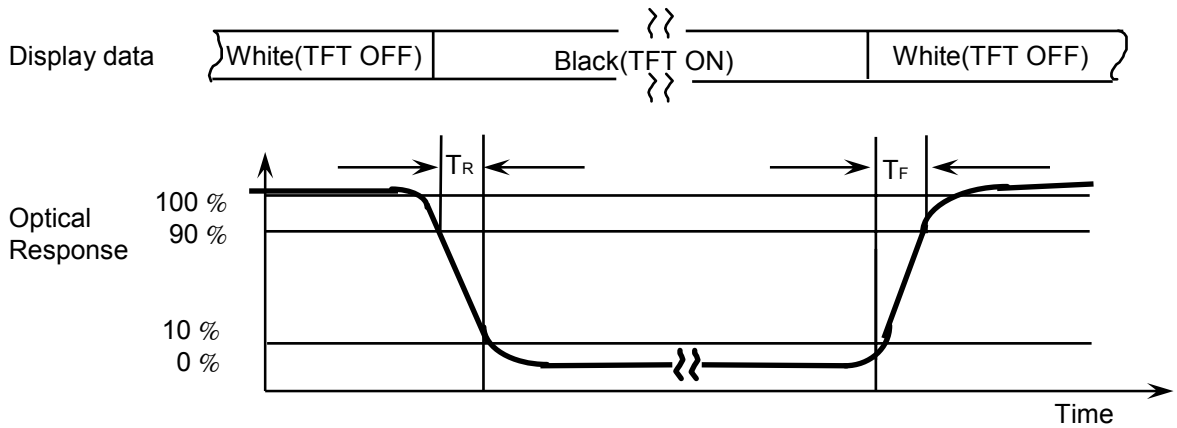 Display data
White(TFT OFF)
Black(TFT ON)
White(TFT OFF)
TR
TF
100 %
Optical
Response
90 %
10 %
0 %
Time